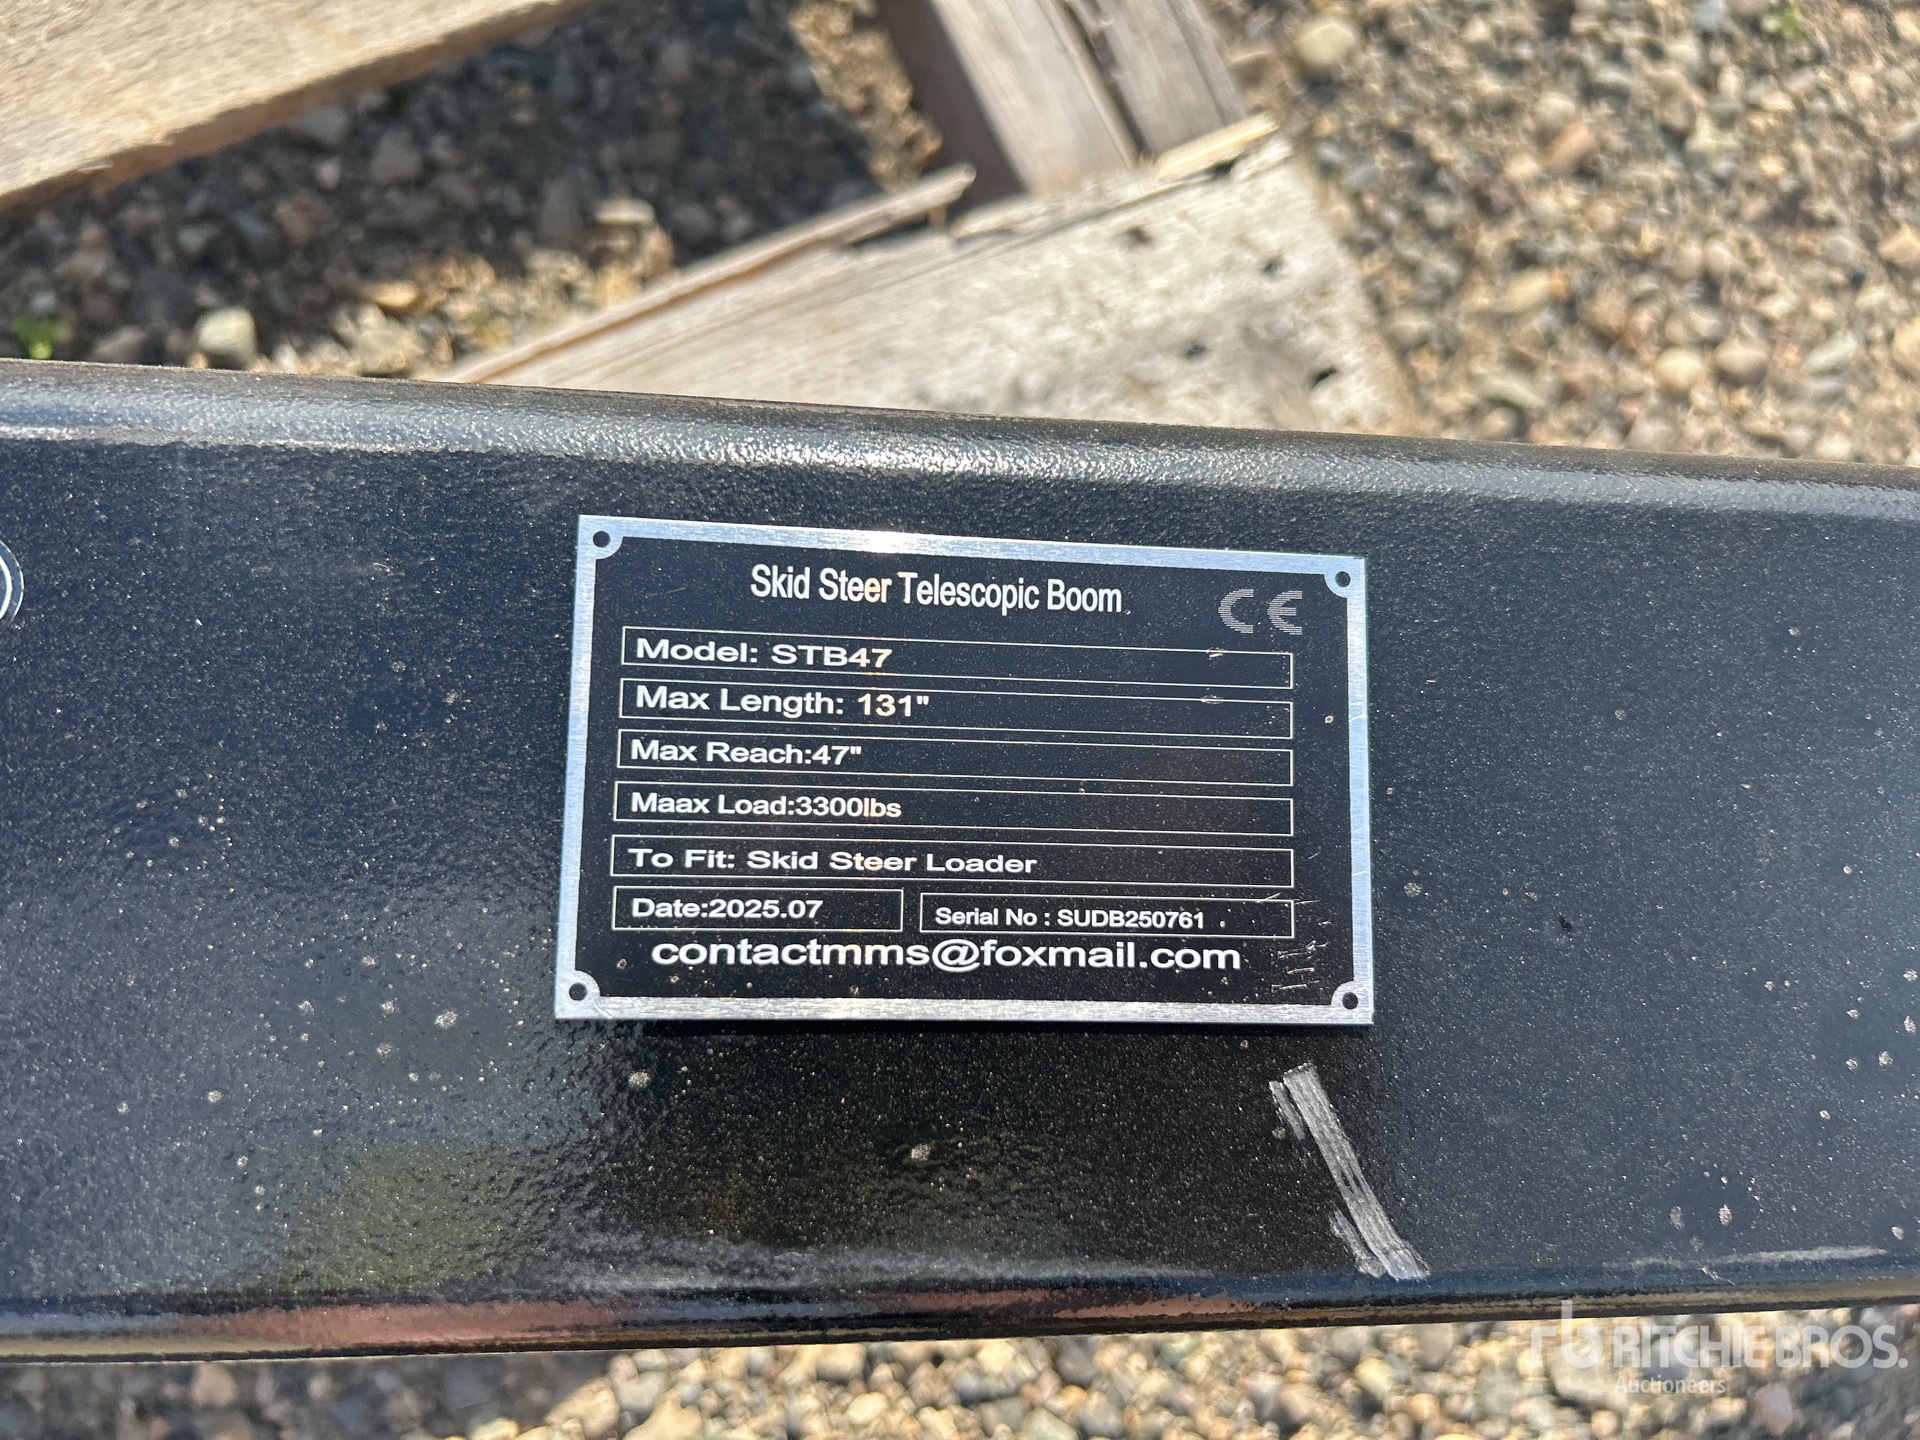 Skid Steer Telescopic Boom
CE
Model: STB47
Max Length: 131"
Max Reach:47"
Maax Load:3300lbs
To Fit: Skid Steer Loader
Date:2025.07
Serial No : SUDB250761
contactmms@foxmail.com
rb RITCHIE BROS.
Auctioneers